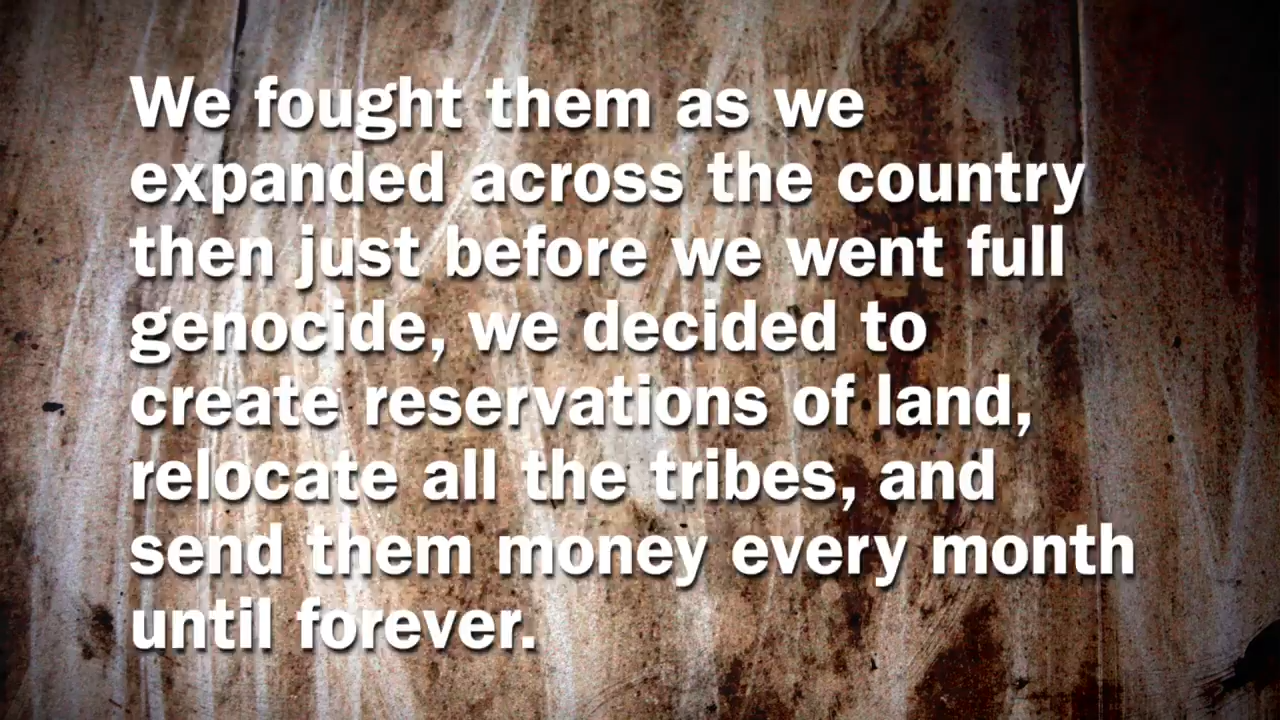 We fought them as we
expanded across the country
then just before we went full
genocide, we decided to
create reservations of land,
relocate all the tribes, and
send them money every month
until forever.